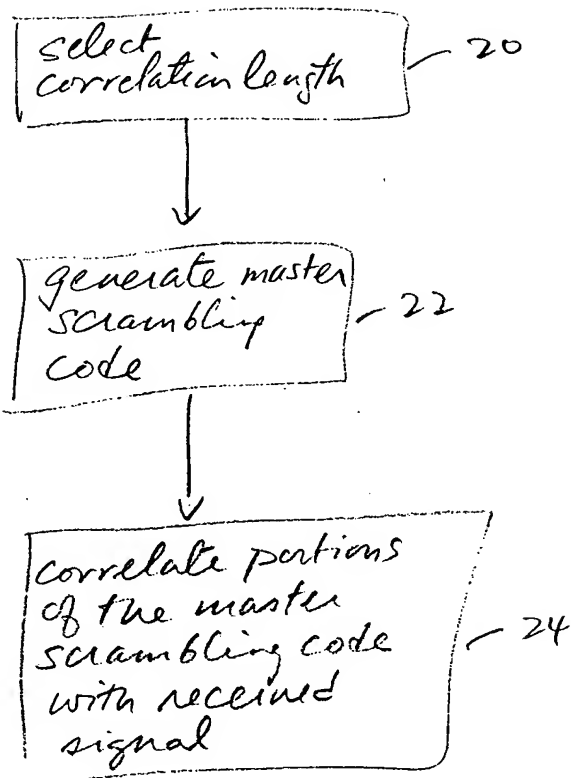 select
correlation length
20
generate master
scrambling
code
22
correlate portions
of the master
scrambling code
with received
signal
24